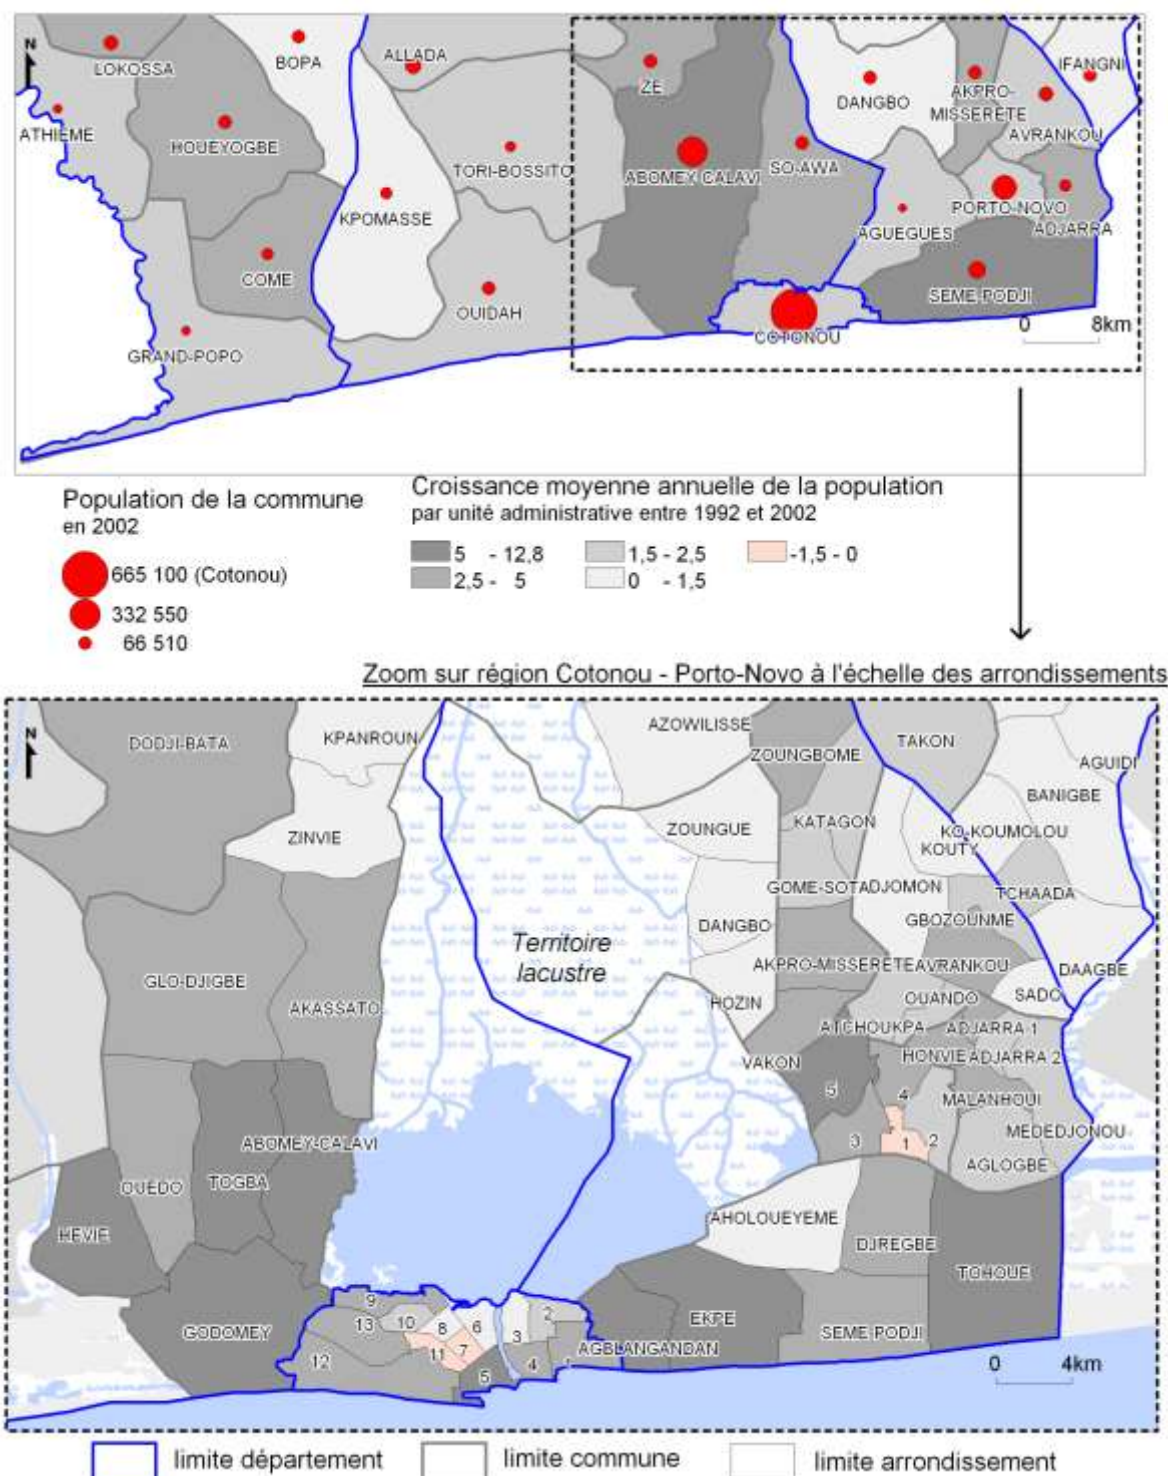 N
LOKOSSA
BOPA
ALLADA
ZE
IFANGNI
DANGBO
AKPRO-
MISSERETE
ATHIEME
AVRANKOU
HOUEYOGBE
TORI-BOSSITO
ABOMEY CALAVI
SO-AWA
KPOMASSE
PORTO-NOVO
AGUEGUES
ADJARRA
COME
OUIDAH
SEME PODJI
GRAND-POPO
COTONOU
0 8km
Population de la commune
en 2002
665 100 (Cotonou)
332 550
66 510
Croissance moyenne annuelle de la population
par unité administrative entre 1992 et 2002
5 - 12,8
1,5 - 2,5
-1,5 - 0
2,5 - 5
0 - 1,5
Zoom sur région Cotonou - Porto-Novo à l'échelle des arrondissements
N
DODJI-BATA
KPANROUN
AZOWILISSE
ZOUNGBOME
TAKON
AGUIDI
BANIGBE
ZINVIE
ZOUNGUE
KATAGON
KO-KOUMOLOU
KOUTY
GOME-SOTA
DJOMON
TCHAADA
DANGBO
GBOZOUNME
Territoire
lacustre
GLO-DJIGBE
AKPRO-MISSERETE
AVRANKOU
DAAGBE
AKASSATO
HOZIN
OUANDO
SADO
ATCHOUKPA
ADJARRA 1
VAKON
HONVIE
ADJARRA 2
5
4
MALANHOUI
ABOMEY-CALAVI
3
1
2
MEDEDJONOU
AGLOGBE
OUEDO
TOGBA
HEVIE
AHOLOUEYEME
DJREGBE
TOHOUE
GODOMEY
9
13
10
8
6
3
2
EKPE
SEME PODJI
12
11
7
5
4
1
AGBLANGANDAN
0 4km
limite département
limite commune
limite arrondissement